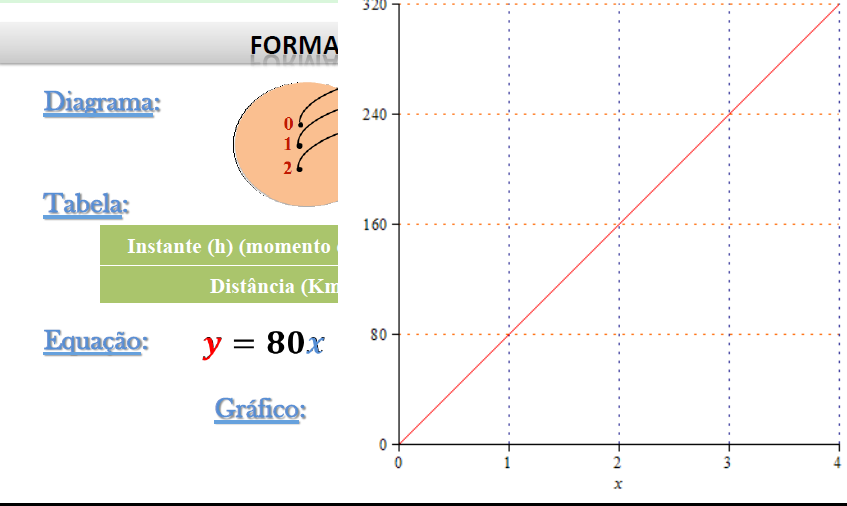 FORMA
Diagrama:
0
1
2
Tabela:
Instante (h) (momento
Distância (Km
Equação:
y = 80x
Gráfico:
320
240
160
80
0
0 1 2 3 4
x